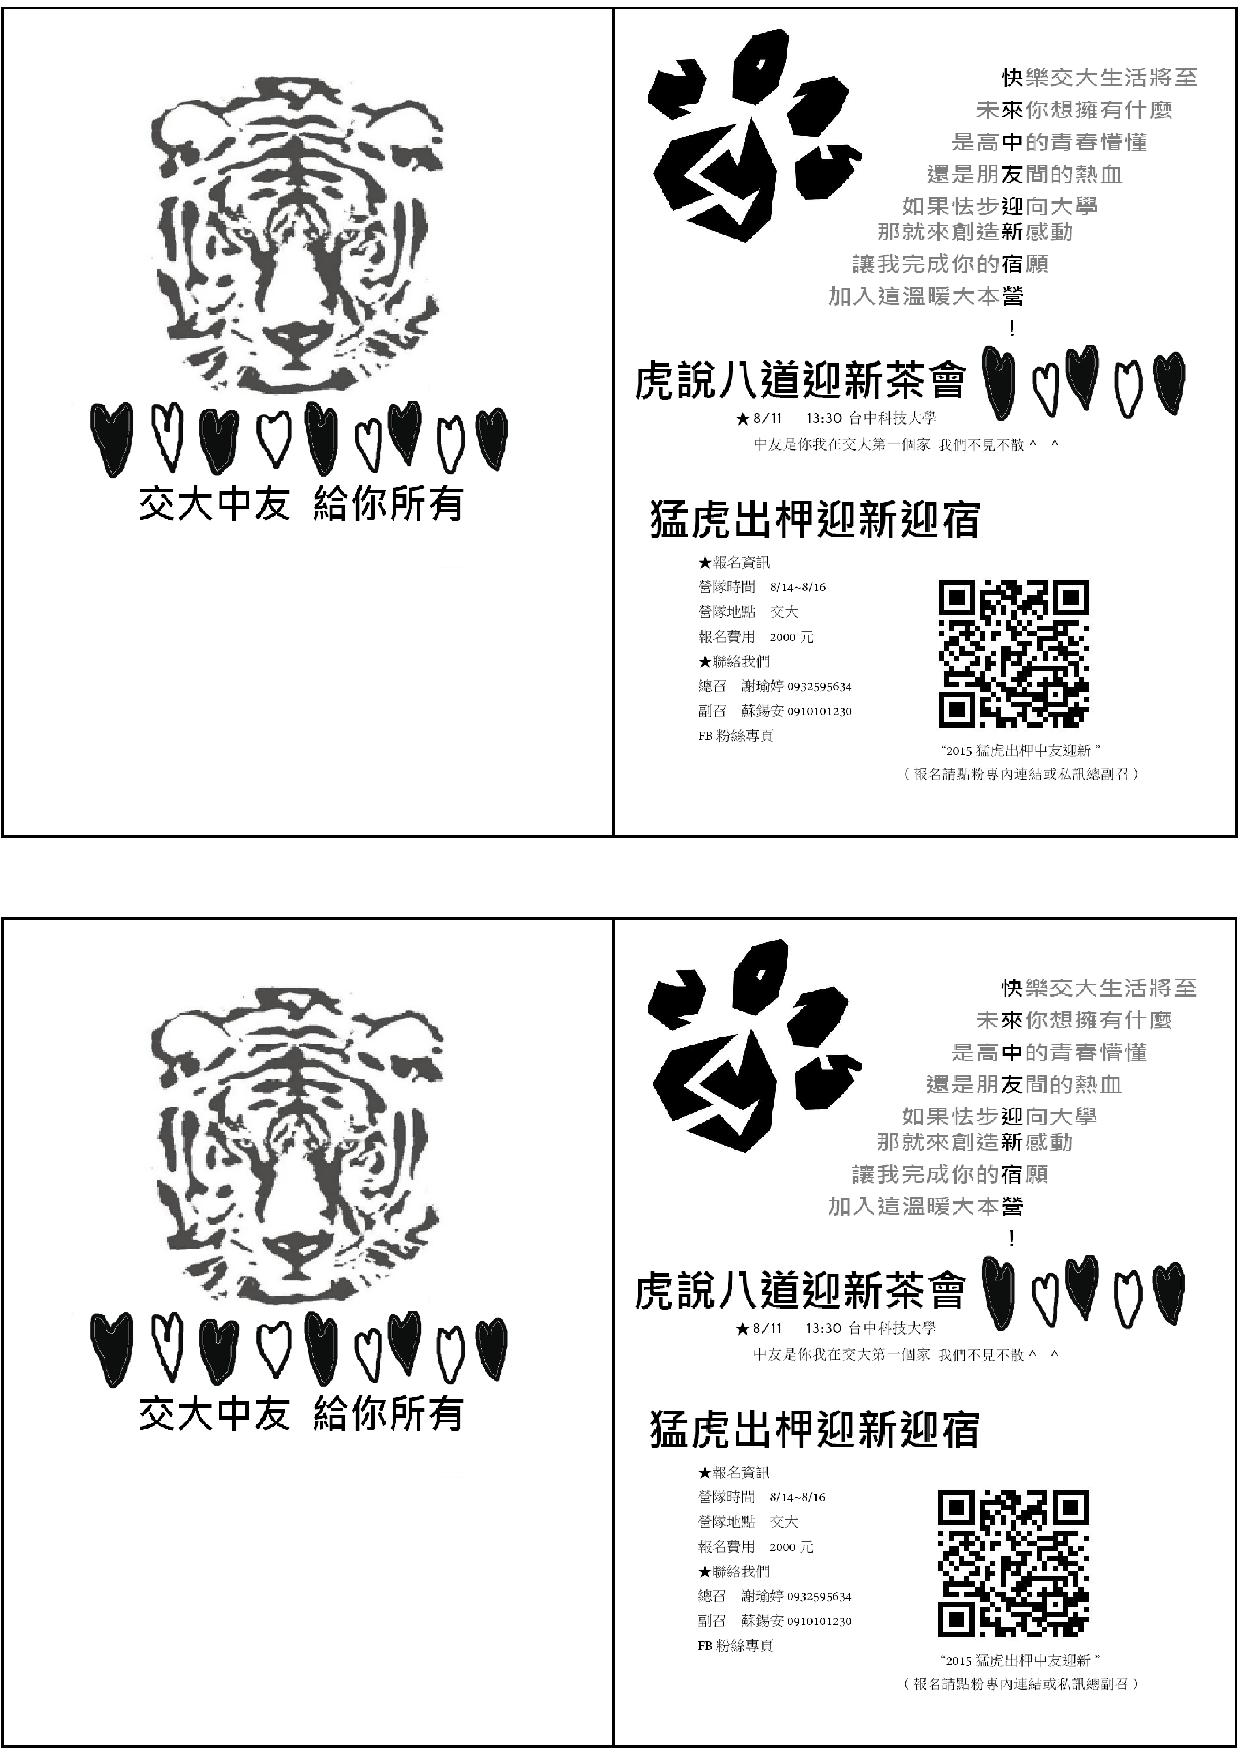 交大中友 給你所有
快樂交大生活將至
未來你想擁有什麼
是高中的青春懵懂
還是朋友間的熱血
如果怯步迎向大學
那就來創造新感動
讓我完成你的宿願
加入這溫暖大本營
!
虎說八道迎新茶會
★8/11 13:30 台中科技大學
中友是你我在交大第一個家 我們不見不散^ ^
猛虎出柙迎新迎宿
★報名資訊
營隊時間 8/14~8/16
營隊地點 交大
報名費用 2000 元
★聯絡我們
總召 謝瑜婷 0932595634
副召 蘇錫安 0910101230
FB 粉絲專頁
“2015 猛虎出柙中友迎新 ”
（報名請點粉專內連結或私訊總副召）
交大中友 給你所有
快樂交大生活將至
未來你想擁有什麼
是高中的青春懵懂
還是朋友間的熱血
如果怯步迎向大學
那就來創造新感動
讓我完成你的宿願
加入這溫暖大本營
!
虎說八道迎新茶會
★8/11 13:30 台中科技大學
中友是你我在交大第一個家 我們不見不散^ ^
猛虎出柙迎新迎宿
★報名資訊
營隊時間 8/14~8/16
營隊地點 交大
報名費用 2000 元
★聯絡我們
總召 謝瑜婷 0932595634
副召 蘇錫安 0910101230
FB 粉絲專頁
“2015 猛虎出柙中友迎新 ”
（報名請點粉專內連結或私訊總副召）